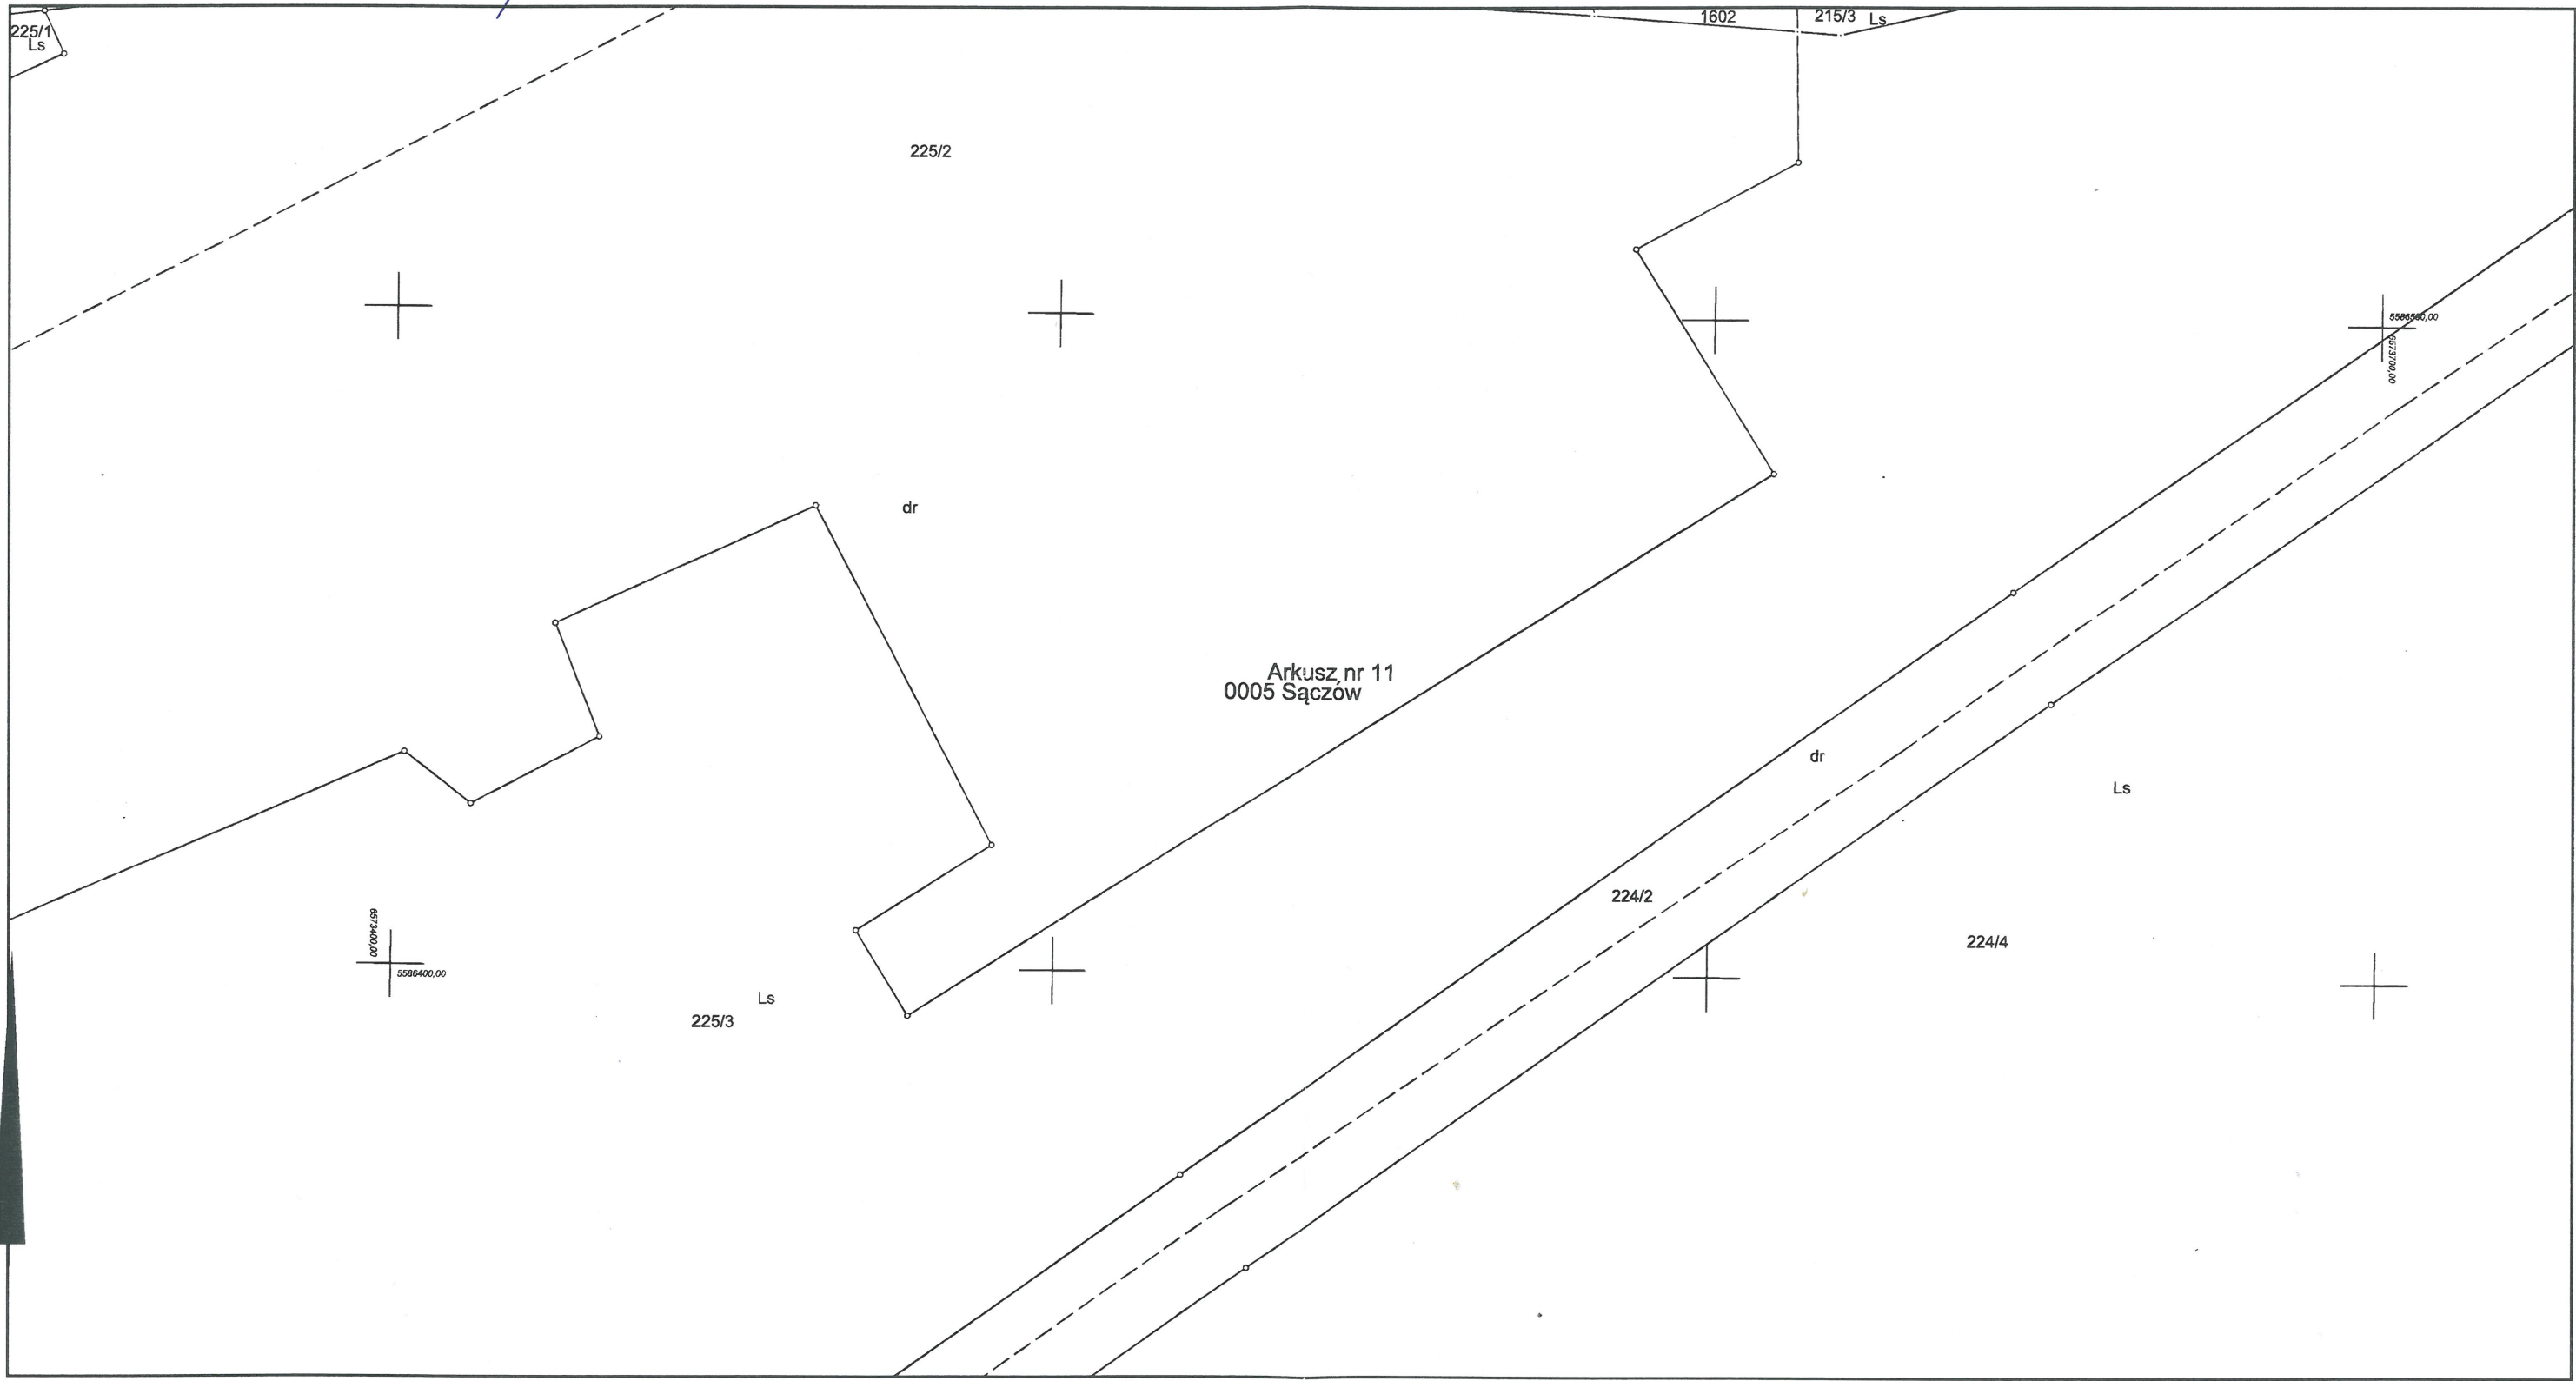 225/1
Ls
1602
215/3 Ls
225/2
5586500,00
6573700,00
dr
Arkusz nr 11
0005 Sączów
dr
Ls
224/2
224/4
6573400,00
5586400,00
Ls
225/3